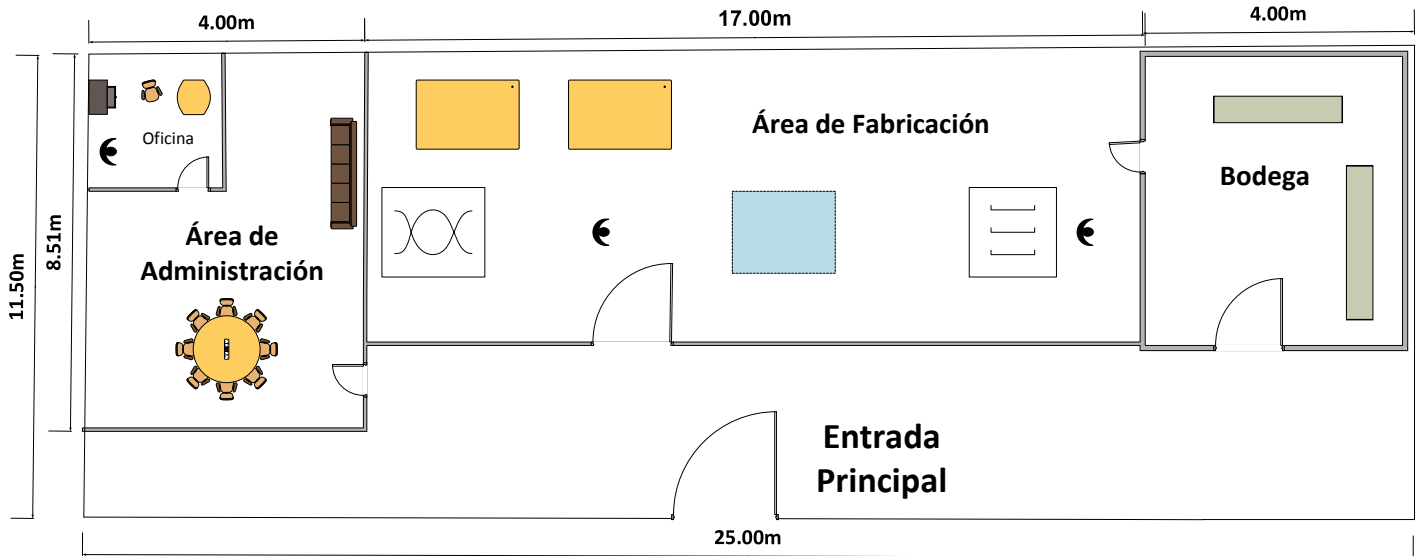 4.00m
17.00m
4.00m
Oficina
Área de Fabricación
Bodega
Área de
Administración
8.51m
11.50m
Entrada
Principal
25.00m